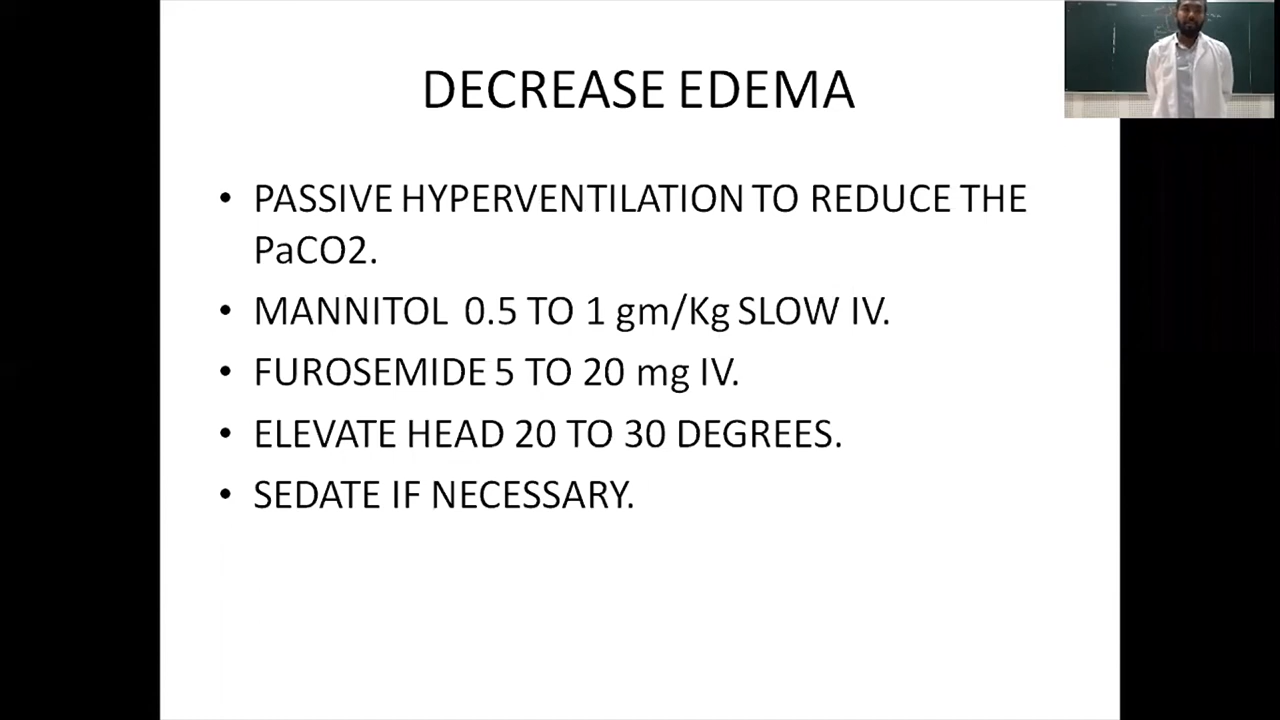 DECREASE EDEMA
• PASSIVE HYPERVENTILATION TO REDUCE THE
PaCO2.
• MANNITOL 0.5 TO 1 gm/Kg SLOW IV.
• FUROSEMIDE 5 TO 20 mg IV.
• ELEVATE HEAD 20 TO 30 DEGREES.
• SEDATE IF NECESSARY.